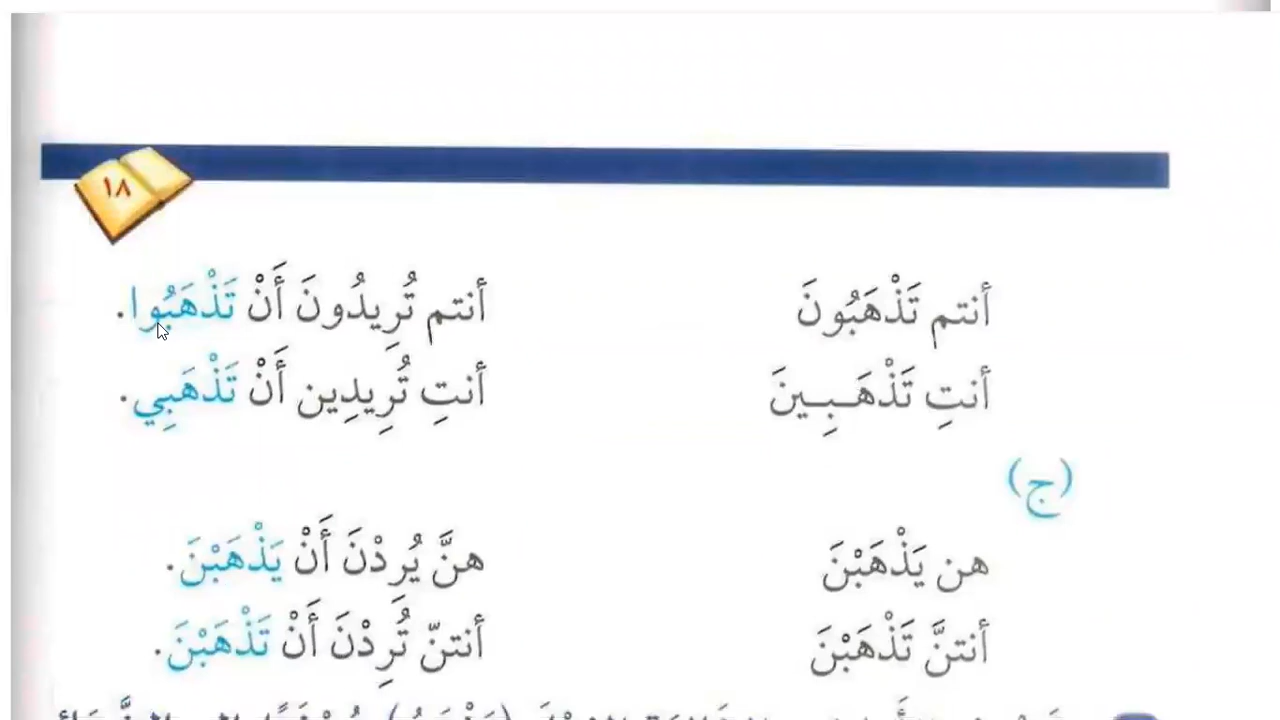 ١٨
أنتم تَذْهَبُونَ أنتم تُرِيدُونَ أَنْ تَذْهَبُوا.
أنتِ تَذْهَبِينَ أنتِ تُرِيدِين أَنْ تَذْهَبِي.
(ج)
هن يَذْهَبْنَ هنَّ يُرِدْنَ أَنْ يَذْهَبْنَ.
أنتنَّ تَذْهَبْنَ أنتنّ تُرِدْنَ أَنْ تَذْهَبْنَ.